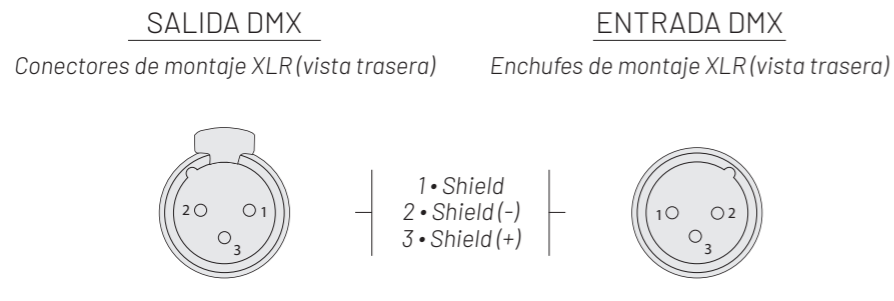 SALIDA DMX
Conectores de montaje XLR (vista trasera)
ENTRADA DMX
Enchufes de montaje XLR (vista trasera)
2 1
3
1 • Shield
2 • Shield (-)
3 • Shield (+)
1 2
3